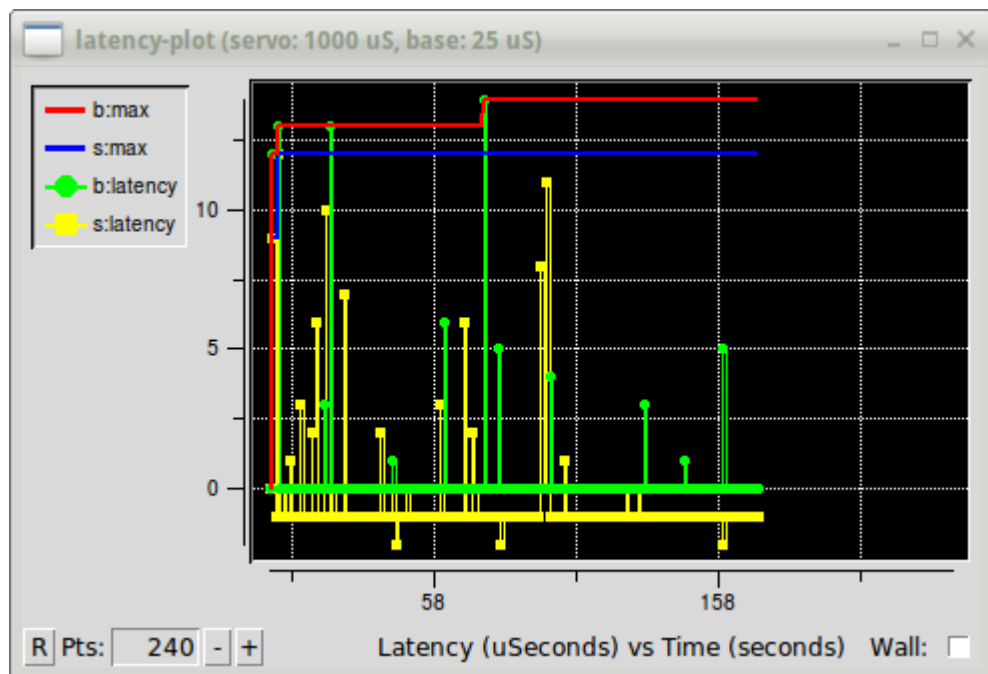 latency-plot (servo: 1000 uS, base: 25 uS)
b:max
s:max
b:latency
s:latency
10
5
0
58
158
R Pts: 240 - + Latency (uSeconds) vs Time (seconds) Wall: